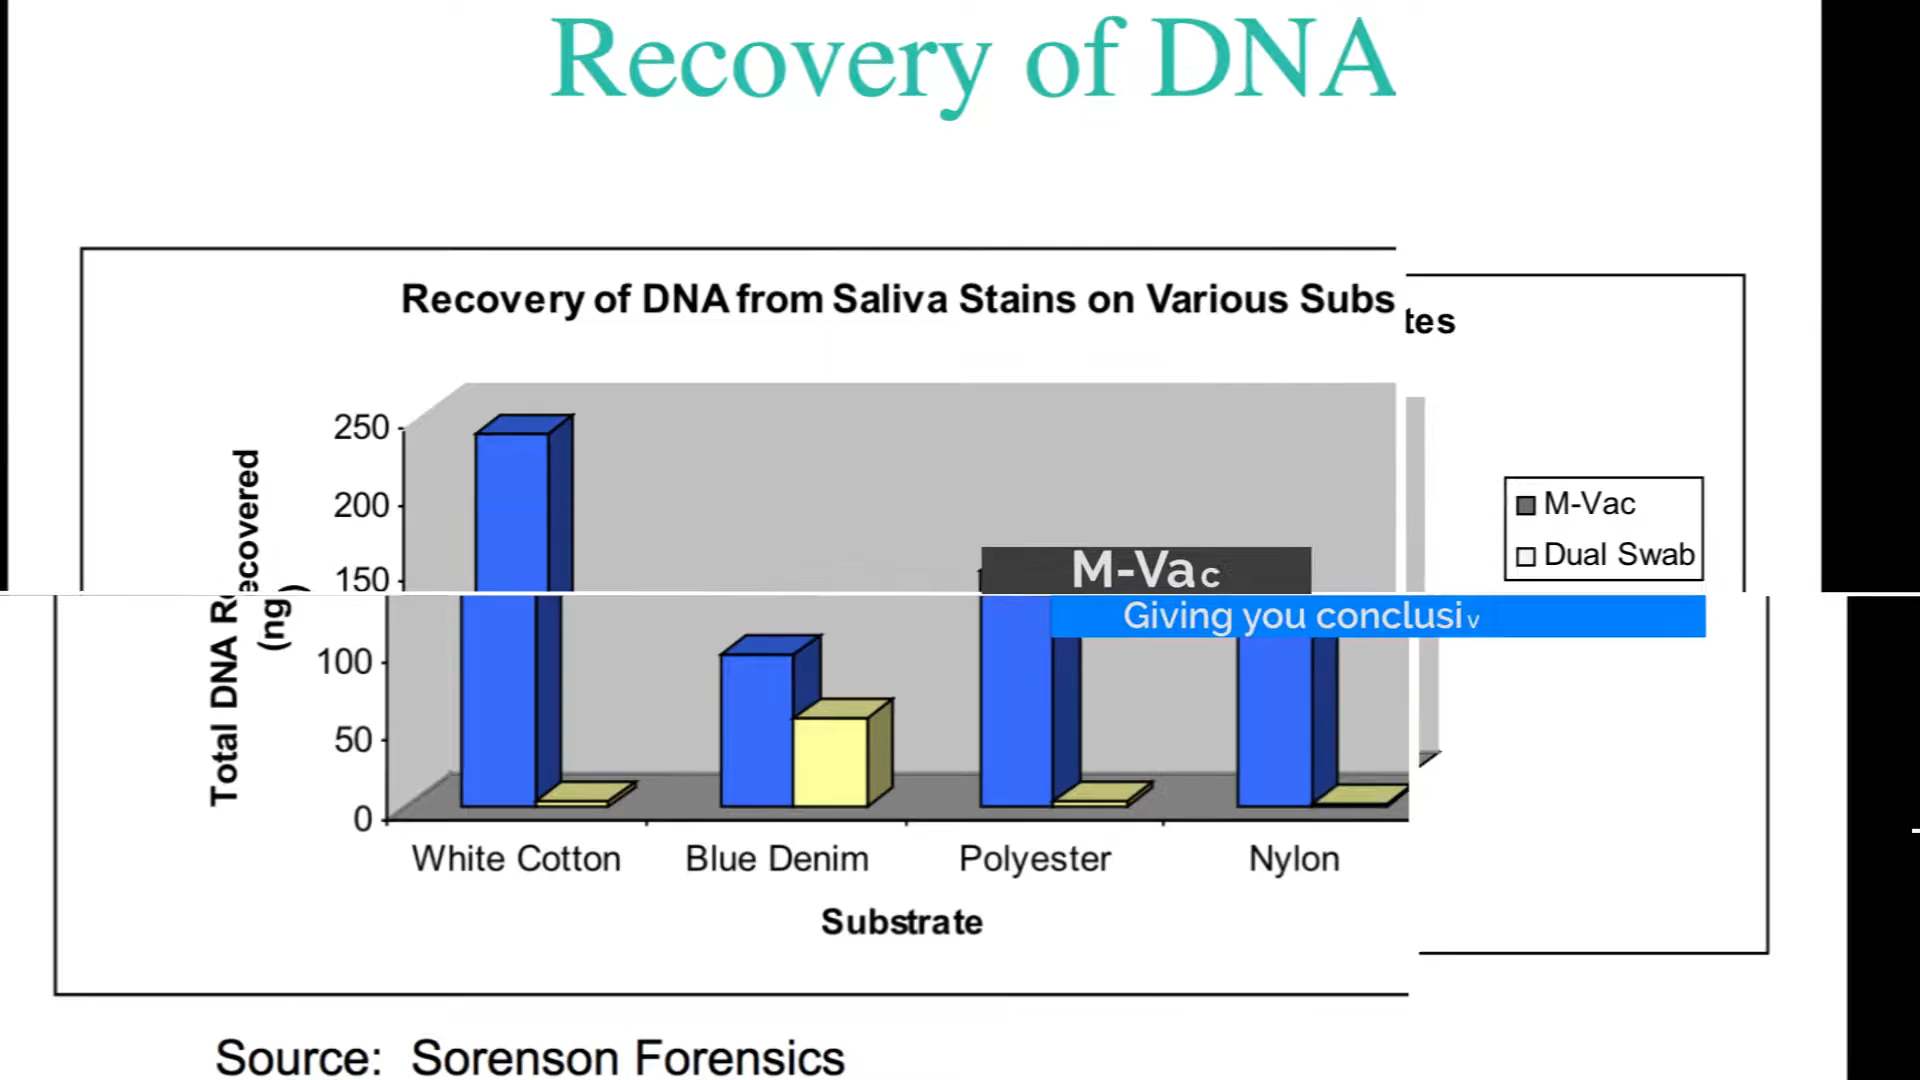 Recovery of DNA
Recovery of DNA from Saliva Stains on Various Subs
tes
Total DNA Recovered
(ng)
250
200
150
100
50
0
M-Vac
Dual Swab
M-Vac
Giving you conclusiv
White Cotton
Blue Denim
Polyester
Nylon
Substrate
Source: Sorenson Forensics